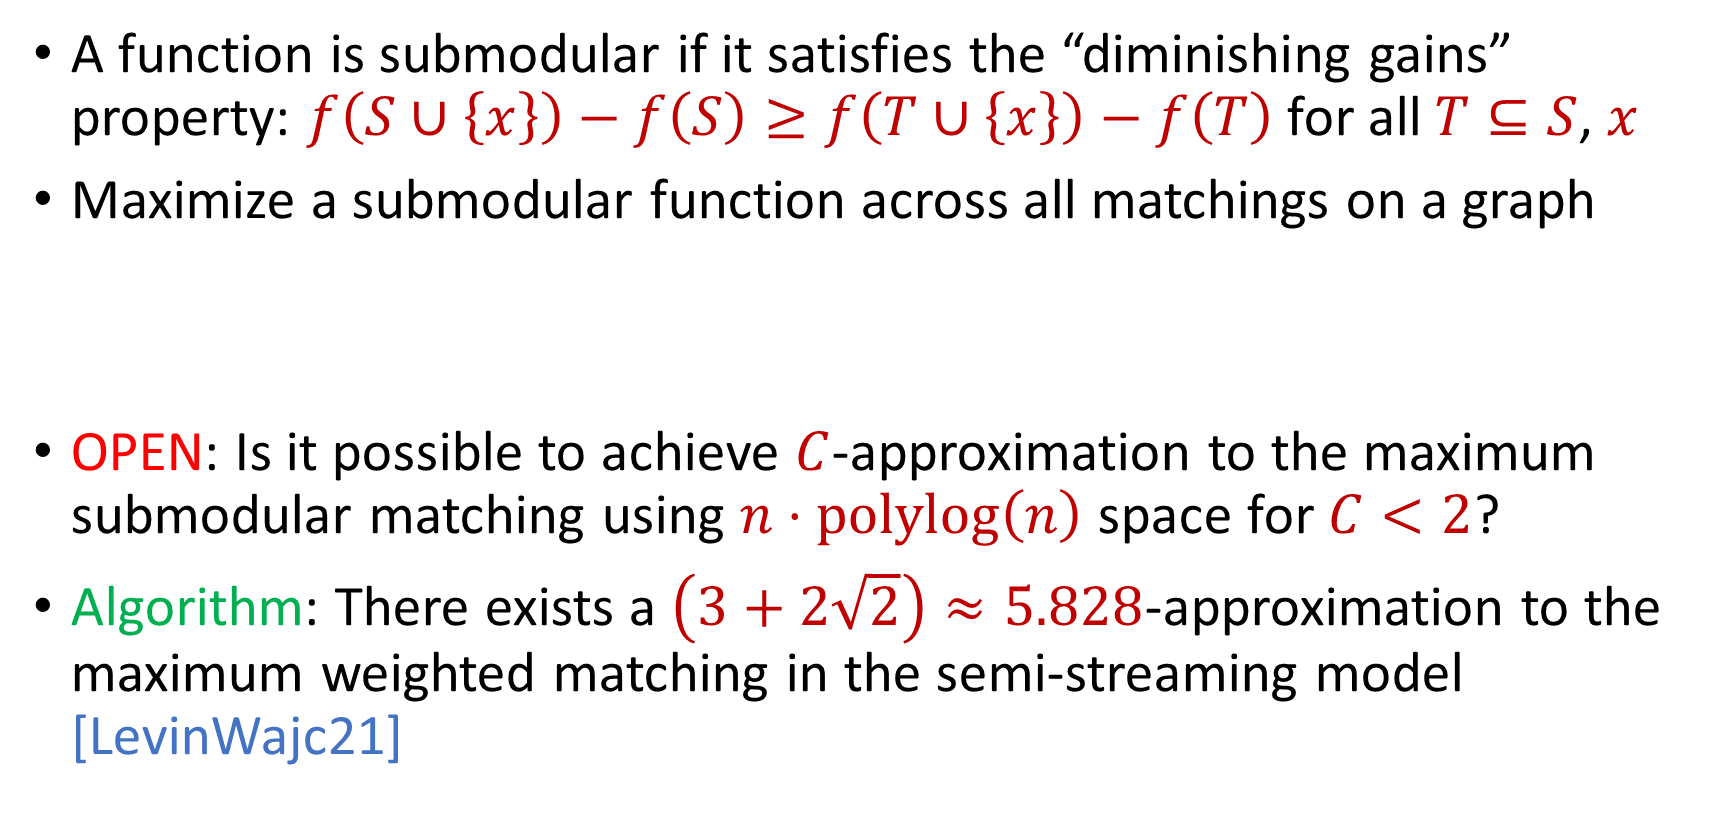 • A function is submodular if it satisfies the “diminishing gains”
property: f(S ∪ {x}) − f(S) ≥ f(T ∪ {x}) − f(T) for all T ⊆ S, x
• Maximize a submodular function across all matchings on a graph
• OPEN: Is it possible to achieve C-approximation to the maximum
submodular matching using n · polylog(n) space for C < 2?
• Algorithm: There exists a (3 + 2√2) ≈ 5.828-approximation to the
maximum weighted matching in the semi-streaming model
[LevinWajc21]